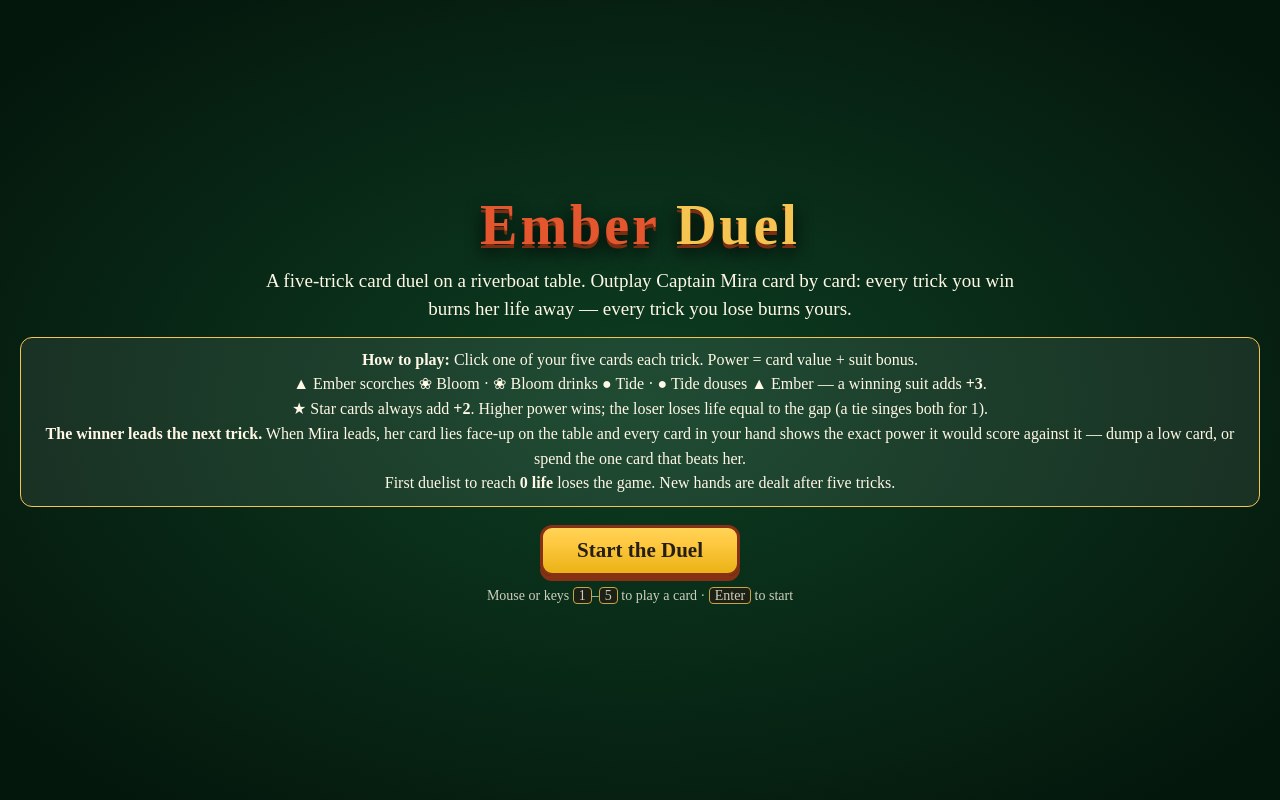 Ember Duel
A five-trick card duel on a riverboat table. Outplay Captain Mira card by card: every trick you win
burns her life away — every trick you lose burns yours.
How to play: Click one of your five cards each trick. Power = card value + suit bonus.
▲ Ember scorches ❀ Bloom · ❀ Bloom drinks ● Tide · ● Tide douses ▲ Ember — a winning suit adds +3.
★ Star cards always add +2. Higher power wins; the loser loses life equal to the gap (a tie singes both for 1).
The winner leads the next trick. When Mira leads, her card lies face-up on the table and every card in your hand shows the exact power it would score against it — dump a low card, or
spend the one card that beats her.
First duelist to reach 0 life loses the game. New hands are dealt after five tricks.
Start the Duel
Mouse or keys 1–5 to play a card · Enter to start